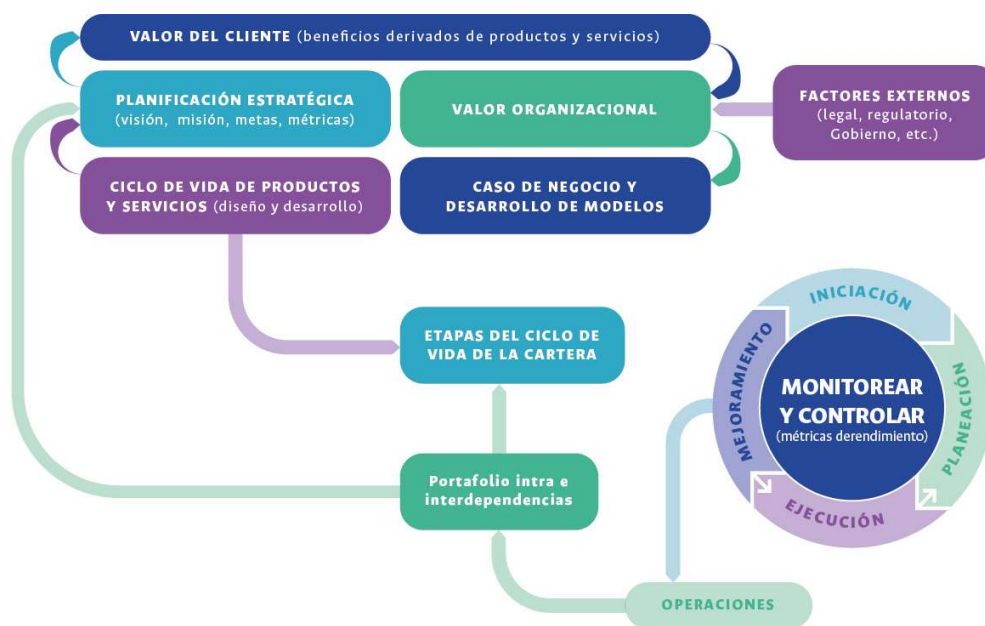 VALOR DEL CLIENTE (beneficios derivados de productos y servicios)
PLANIFICACIÓN ESTRATÉGICA
(visión, misión, metas, métricas)
VALOR ORGANIZACIONAL
FACTORES EXTERNOS
(legal, regulatorio,
Gobierno, etc.)
CICLO DE VIDA DE PRODUCTOS
Y SERVICIOS (diseño y desarrollo)
CASO DE NEGOCIO Y
DESARROLLO DE MODELOS
ETAPAS DEL CICLO DE
VIDA DE LA CARTERA
INICIACIÓN
MEJORAMIENTO
MONITOREAR
Y CONTROLAR
(métricas derendimiento)
PLANEACIÓN
EJECUCIÓN
Portafolio intra e
interdependencias
OPERACIONES